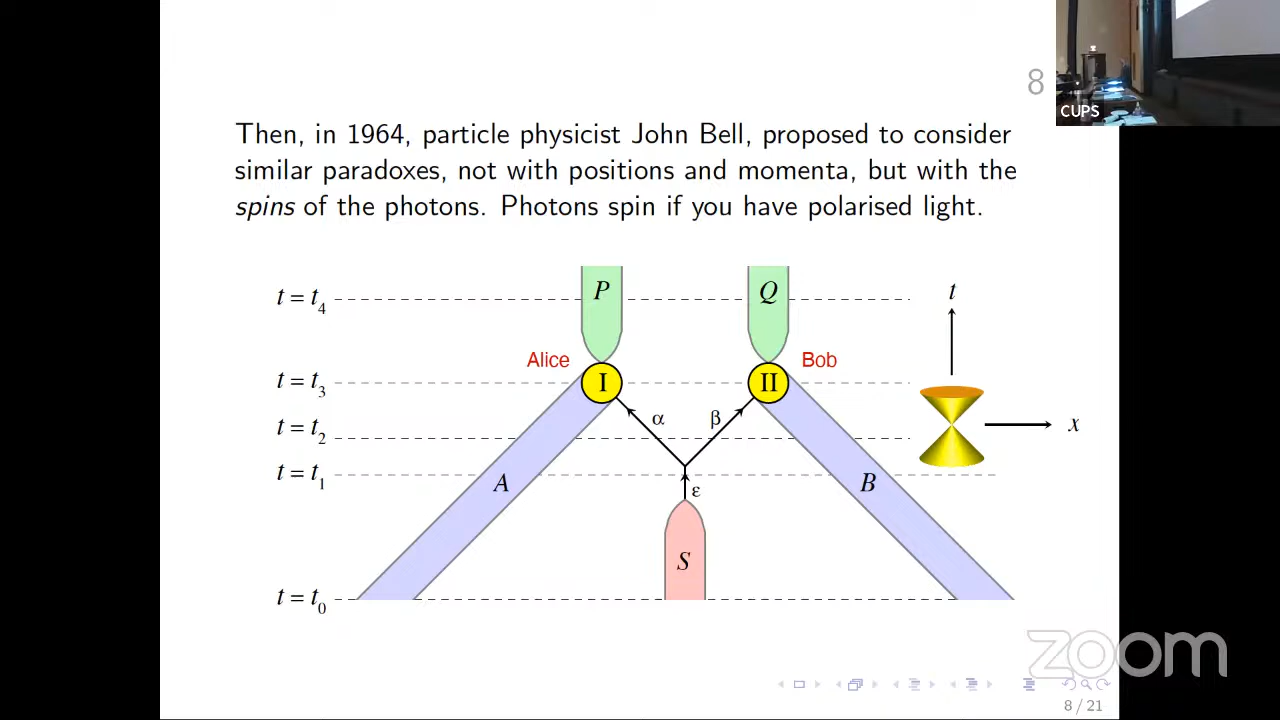 8
CUPS
Then, in 1964, particle physicist John Bell, proposed to consider
similar paradoxes, not with positions and momenta, but with the
spins of the photons. Photons spin if you have polarised light.
t = t4
P
Q
t
Alice
Bob
t = t3
I
II
t = t2
α
β
x
t = t1
A
ε
B
S
t = t0
zoom
8 / 21